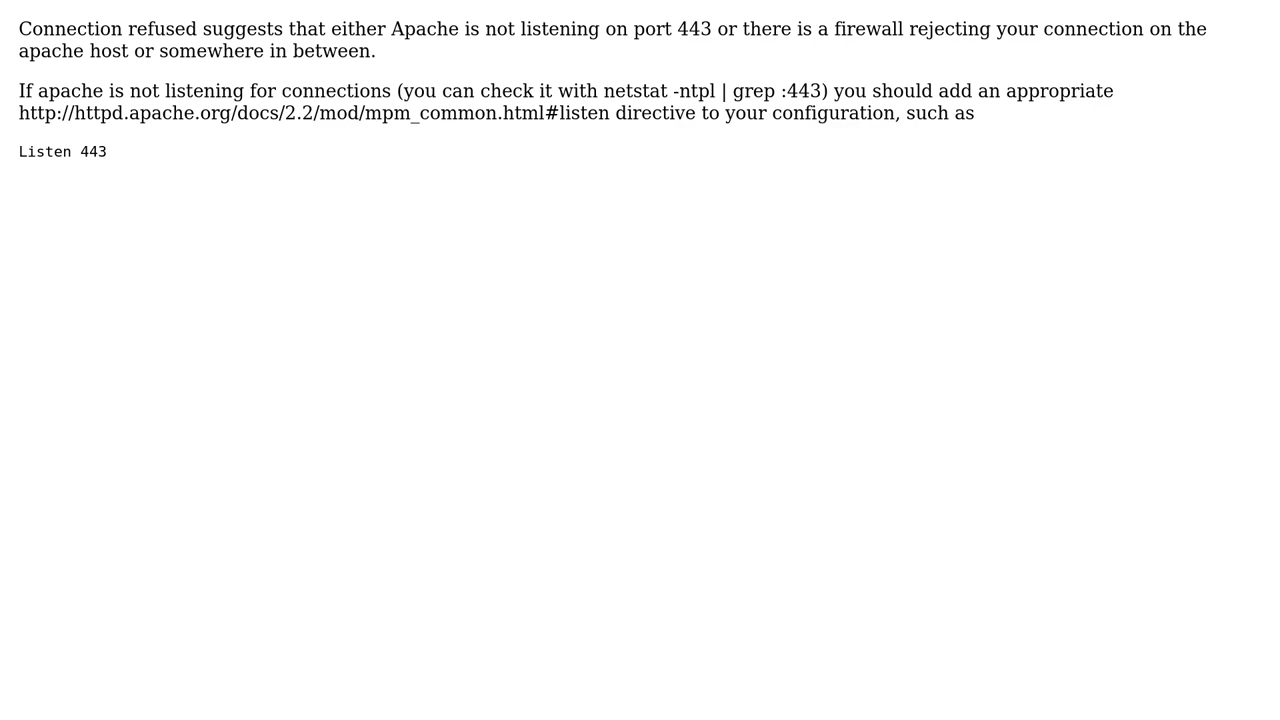 Connection refused suggests that either Apache is not listening on port 443 or there is a firewall rejecting your connection on the
apache host or somewhere in between.
If apache is not listening for connections (you can check it with netstat -ntpl | grep :443) you should add an appropriate
http://httpd.apache.org/docs/2.2/mod/mpm_common.html#listen directive to your configuration, such as
Listen 443